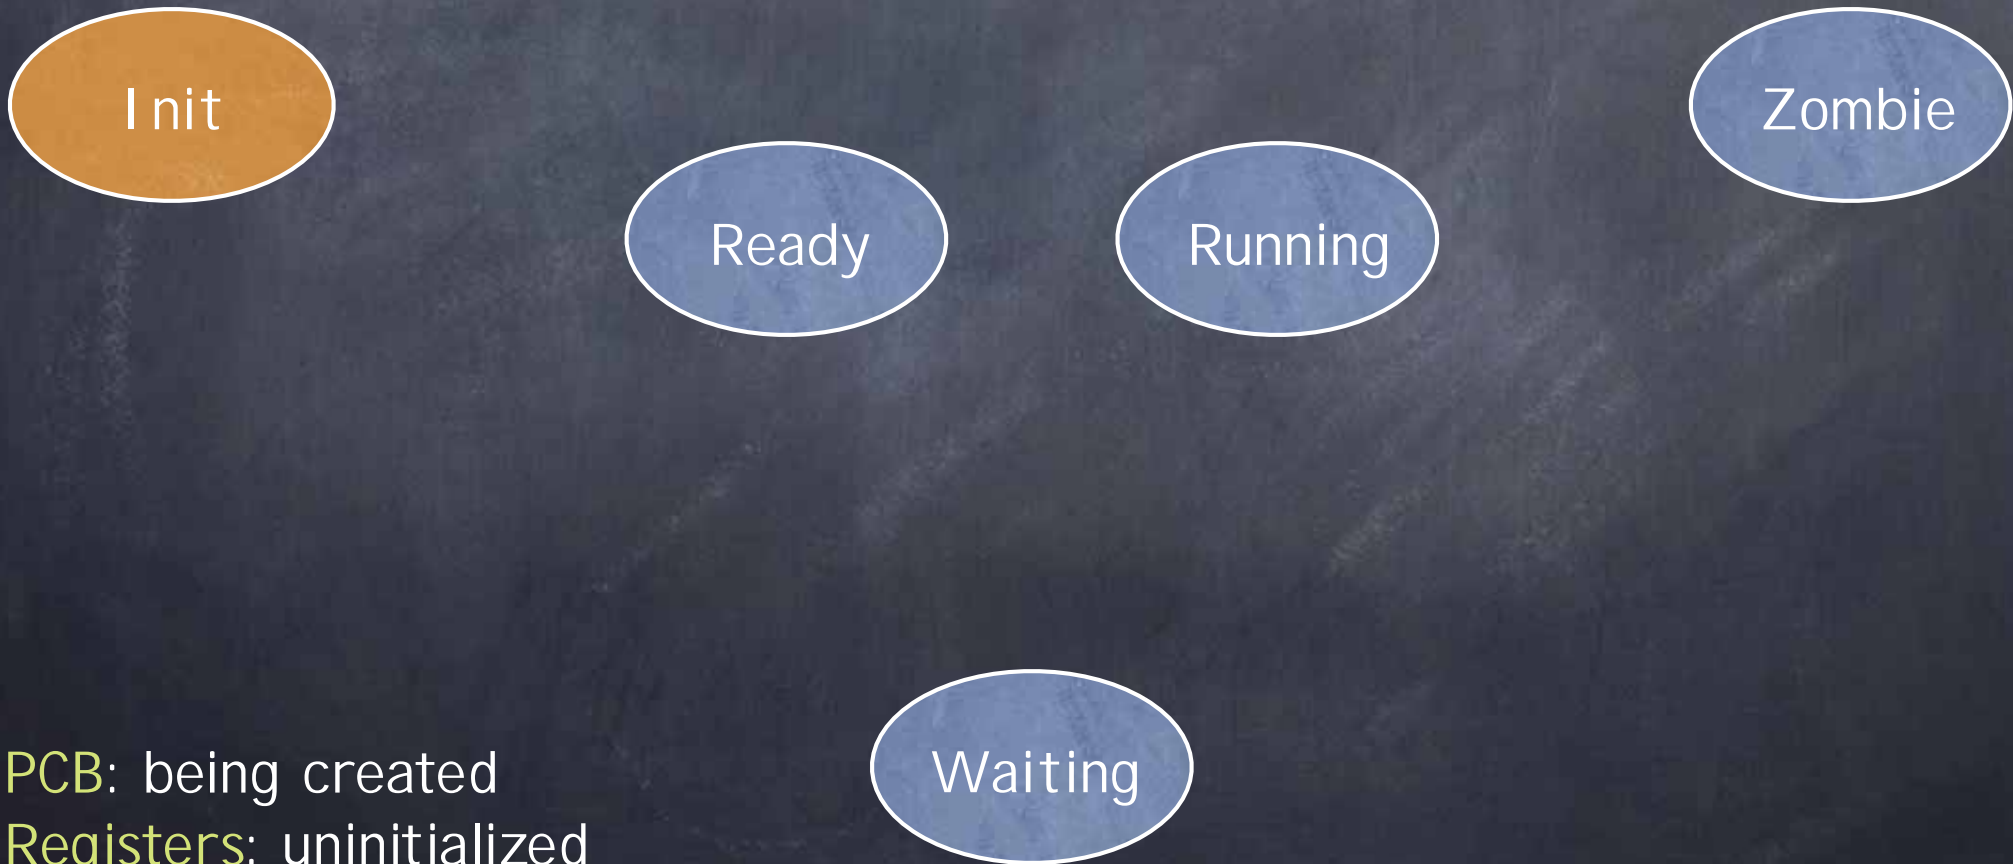 Init
Zombie
Ready
Running
Waiting
PCB: being created
Registers: uninitialized